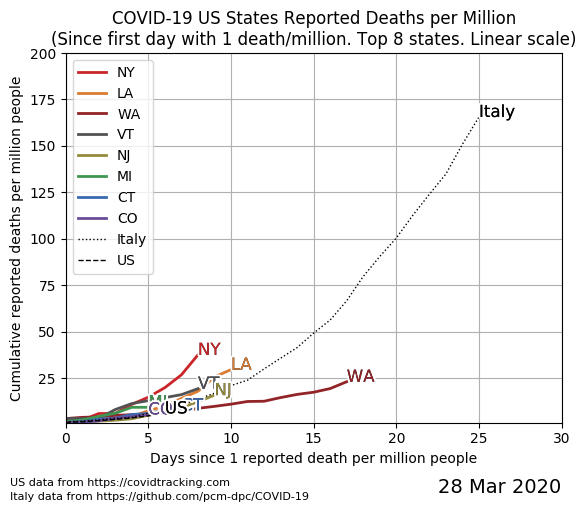 COVID-19 US States Reported Deaths per Million
(Since first day with 1 death/million. Top 8 states. Linear scale)
Cumulative reported deaths per million people
200
175
150
125
100
75
50
25
NY
LA
WA
VT
NJ
MI
CT
CO
Italy
US
Italy
NY
LA
WA
VT
NJ
MI
CO
US
CT
0
5
10
15
20
25
30
Days since 1 reported death per million people
US data from https://covidtracking.com
Italy data from https://github.com/pcm-dpc/COVID-19
28 Mar 2020